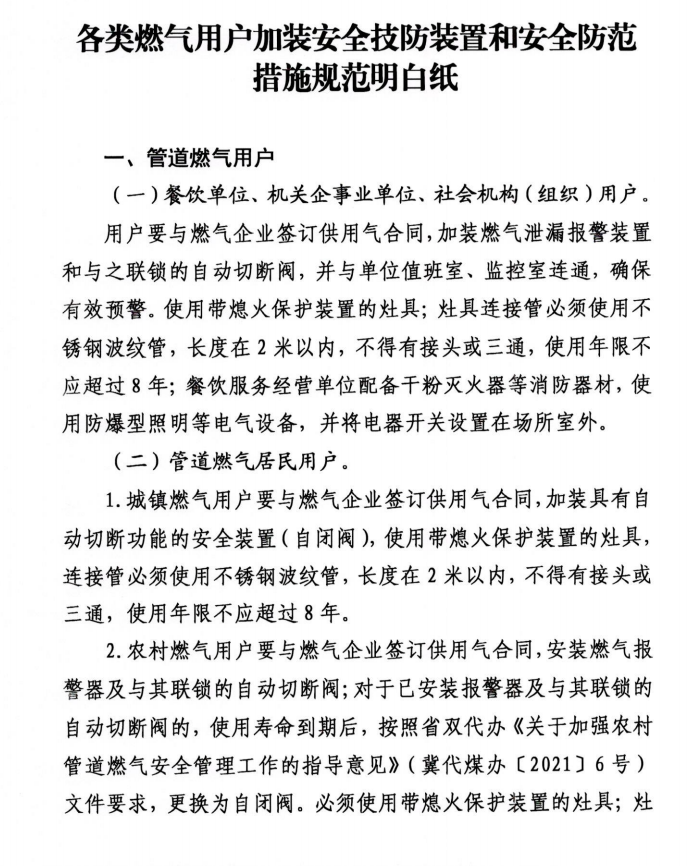 各类燃气用户加装安全技防装置和安全防范
措施规范明白纸
一、管道燃气用户
（一）餐饮单位、机关企事业单位、社会机构（组织）用户。
用户要与燃气企业签订供用气合同,加装燃气泄漏报警装置
和与之联锁的自动切断阀，并与单位值班室、监控室连通，确保
有效预警。使用带熄火保护装置的灶具；灶具连接管必须使用不
锈钢波纹管，长度在 2 米以内，不得有接头或三通，使用年限不
应超过 8 年；餐饮服务经营单位配备干粉灭火器等消防器材，使
用防爆型照明等电气设备，并将电器开关设置在场所室外。
（二）管道燃气居民用户。
1.城镇燃气用户要与燃气企业签订供用气合同,加装具有自
动切断功能的安全装置（自闭阀）,使用带熄火保护装置的灶具,
连接管必须使用不锈钢波纹管，长度在 2 米以内，不得有接头或
三通，使用年限不应超过 8 年。
2.农村燃气用户要与燃气企业签订供用气合同,安装燃气报
警器及与其联锁的自动切断阀;对于已安装报警器及与其联锁的
自动切断阀的，使用寿命到期后，按照省双代办《关于加强农村
管道燃气安全管理工作的指导意见》（冀代煤办〔2021〕6 号）
文件要求，更换为自闭阀。必须使用带熄火保护装置的灶具；灶